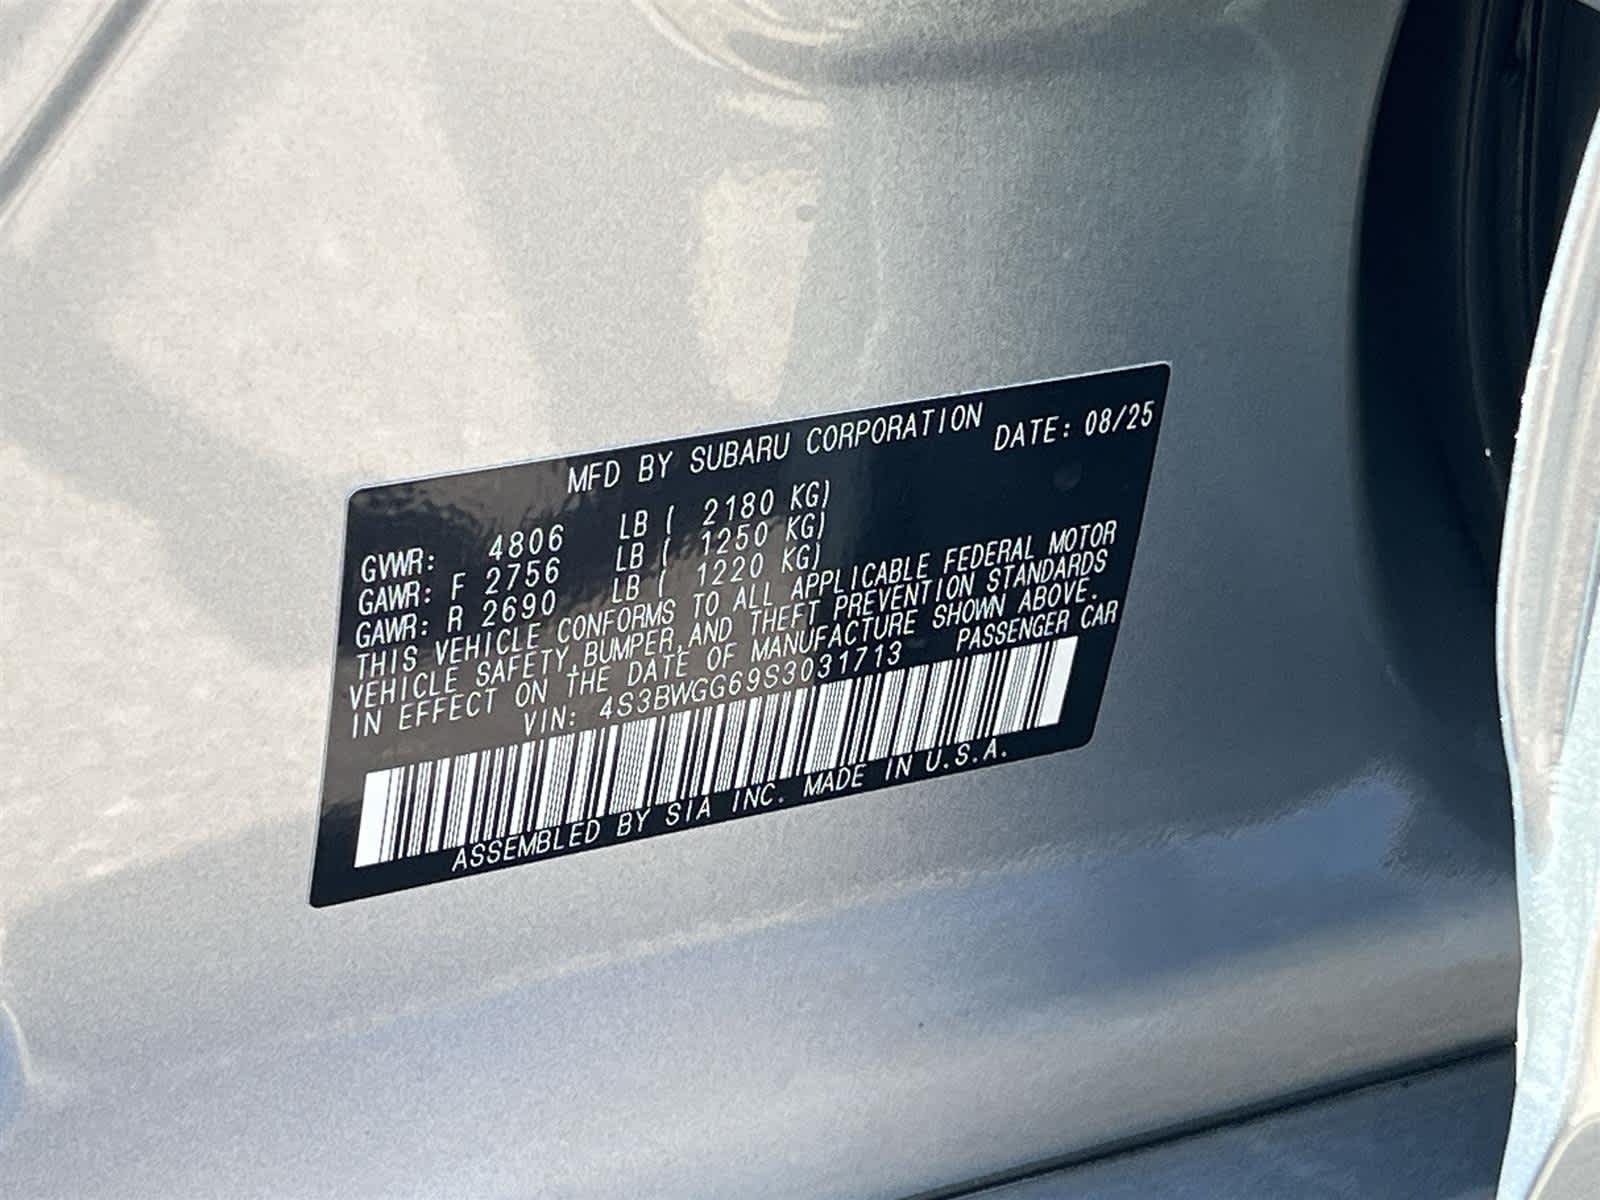 MFD BY SUBARU CORPORATION DATE: 08/25
GVWR: 4806 LB ( 2180 KG)
GAWR: F 2756 LB ( 1250 KG)
GAWR: R 2690 LB ( 1220 KG)
THIS VEHICLE CONFORMS TO ALL APPLICABLE FEDERAL MOTOR
VEHICLE SAFETY,BUMPER,AND THEFT PREVENTION STANDARDS
IN EFFECT ON THE DATE OF MANUFACTURE SHOWN ABOVE.
VIN: 4S3BWGG69S3031713 PASSENGER CAR
ASSEMBLED BY SIA INC. MADE IN U.S.A.